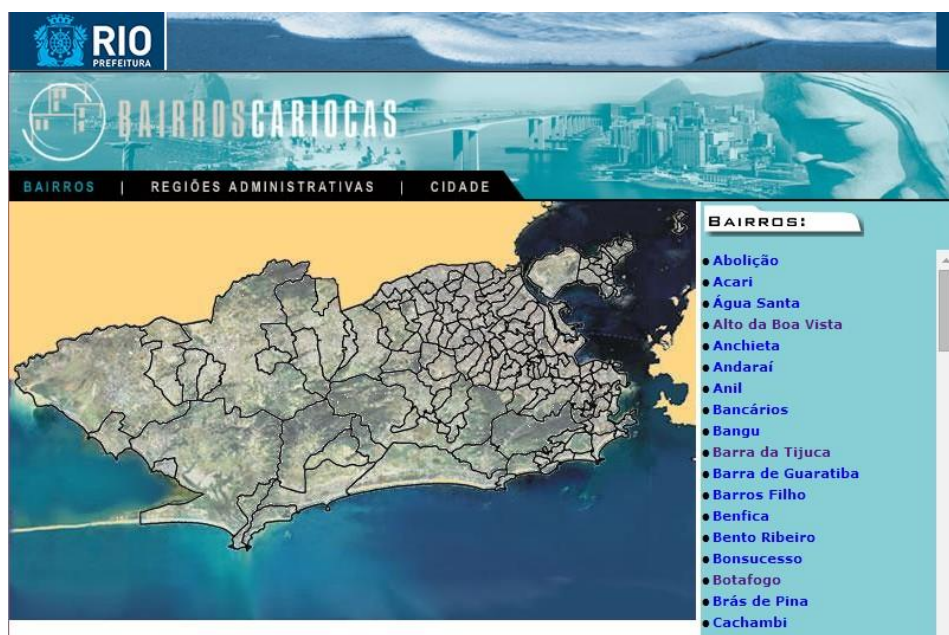 RIO
PREFEITURA
BAIRROSCARIOCAS
BAIRROS | REGIÕES ADMINISTRATIVAS | CIDADE
BAIRROS:
Abolição
Acari
Água Santa
Alto da Boa Vista
Anchieta
Andaraí
Anil
Bancários
Bangu
Barra da Tijuca
Barra de Guaratiba
Barros Filho
Benfica
Bento Ribeiro
Bonsucesso
Botafogo
Brás de Pina
Cachambi